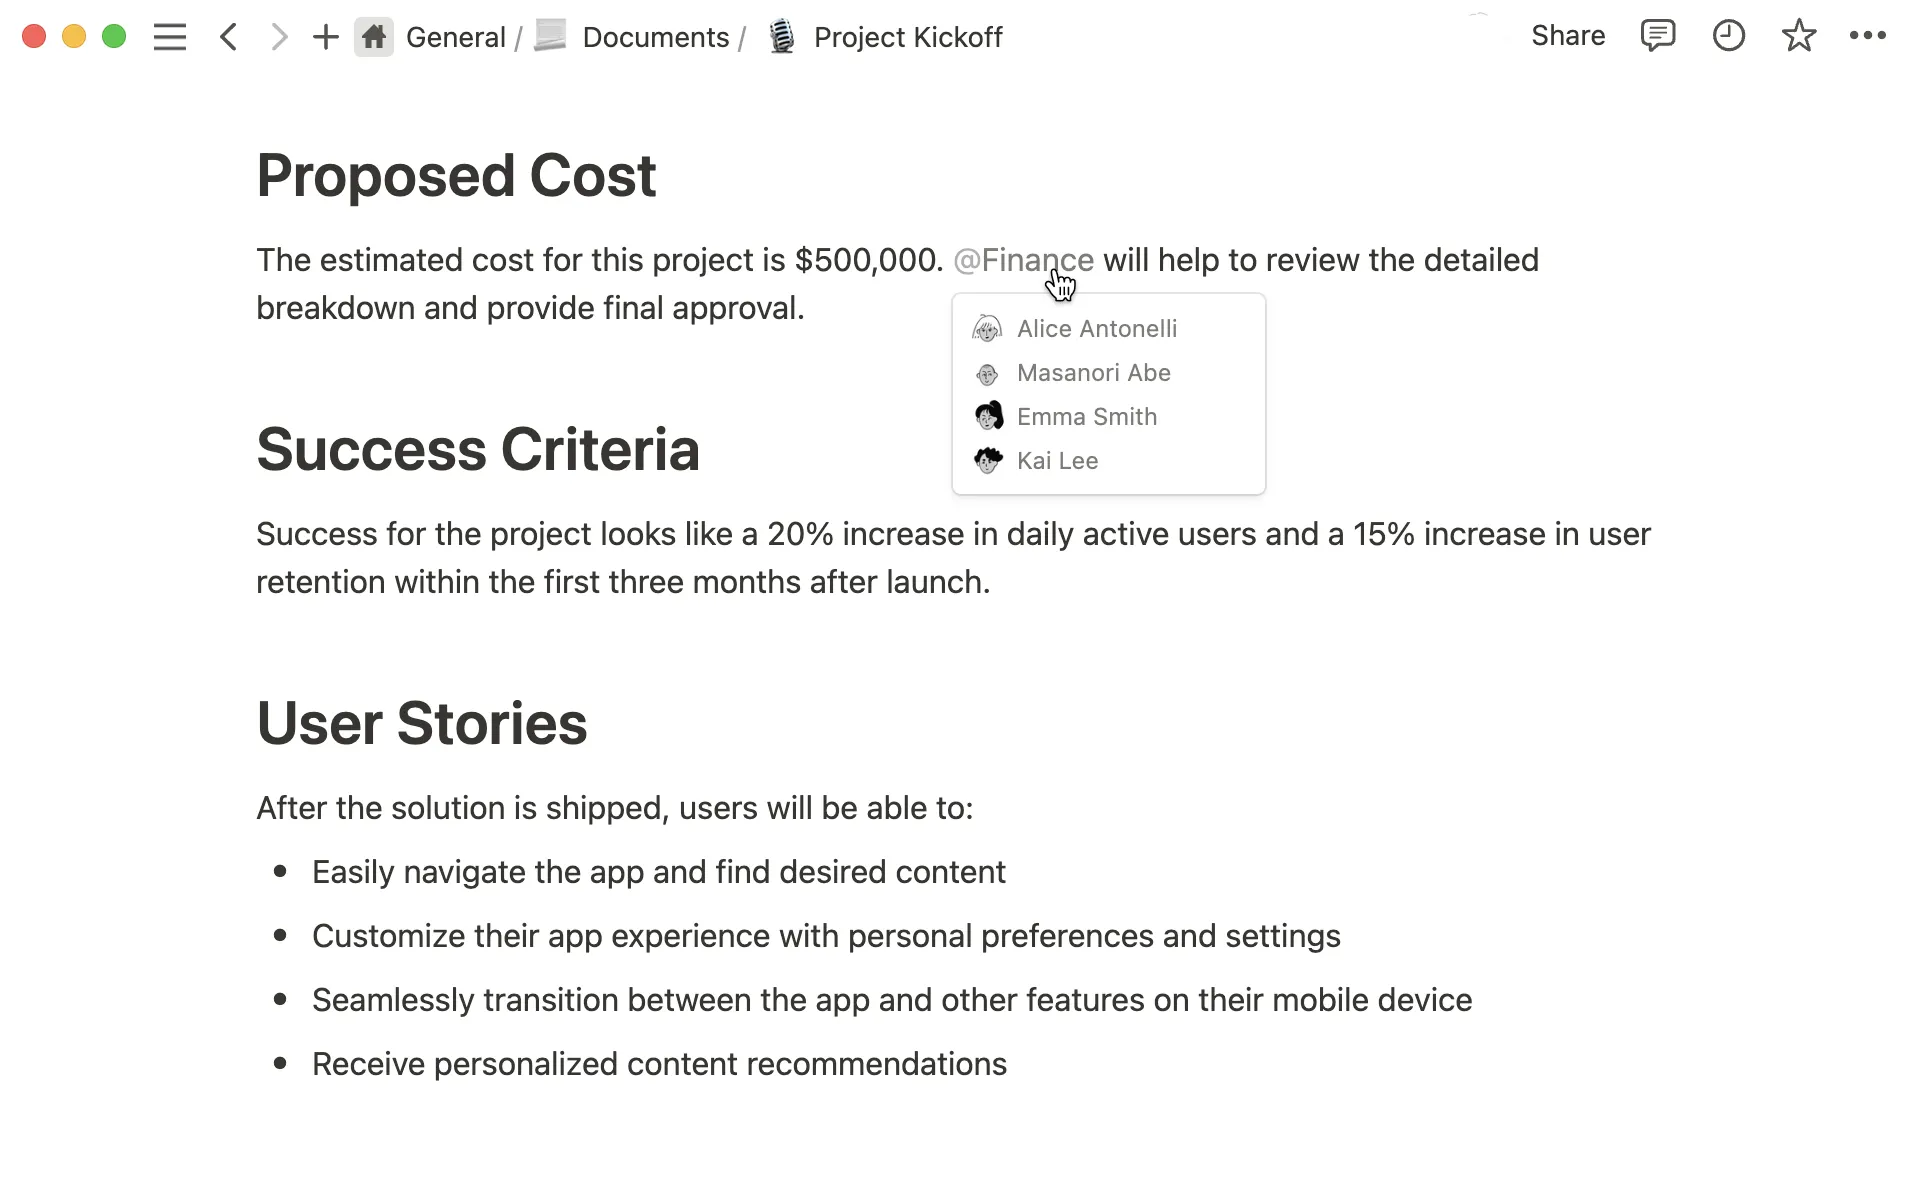 General / Documents / Project Kickoff
Share
Proposed Cost
The estimated cost for this project is $500,000. @Finance will help to review the detailed
breakdown and provide final approval.
Alice Antonelli
Masanori Abe
Emma Smith
Kai Lee
Success Criteria
Success for the project looks like a 20% increase in daily active users and a 15% increase in user
retention within the first three months after launch.
User Stories
After the solution is shipped, users will be able to:
• Easily navigate the app and find desired content
• Customize their app experience with personal preferences and settings
• Seamlessly transition between the app and other features on their mobile device
• Receive personalized content recommendations